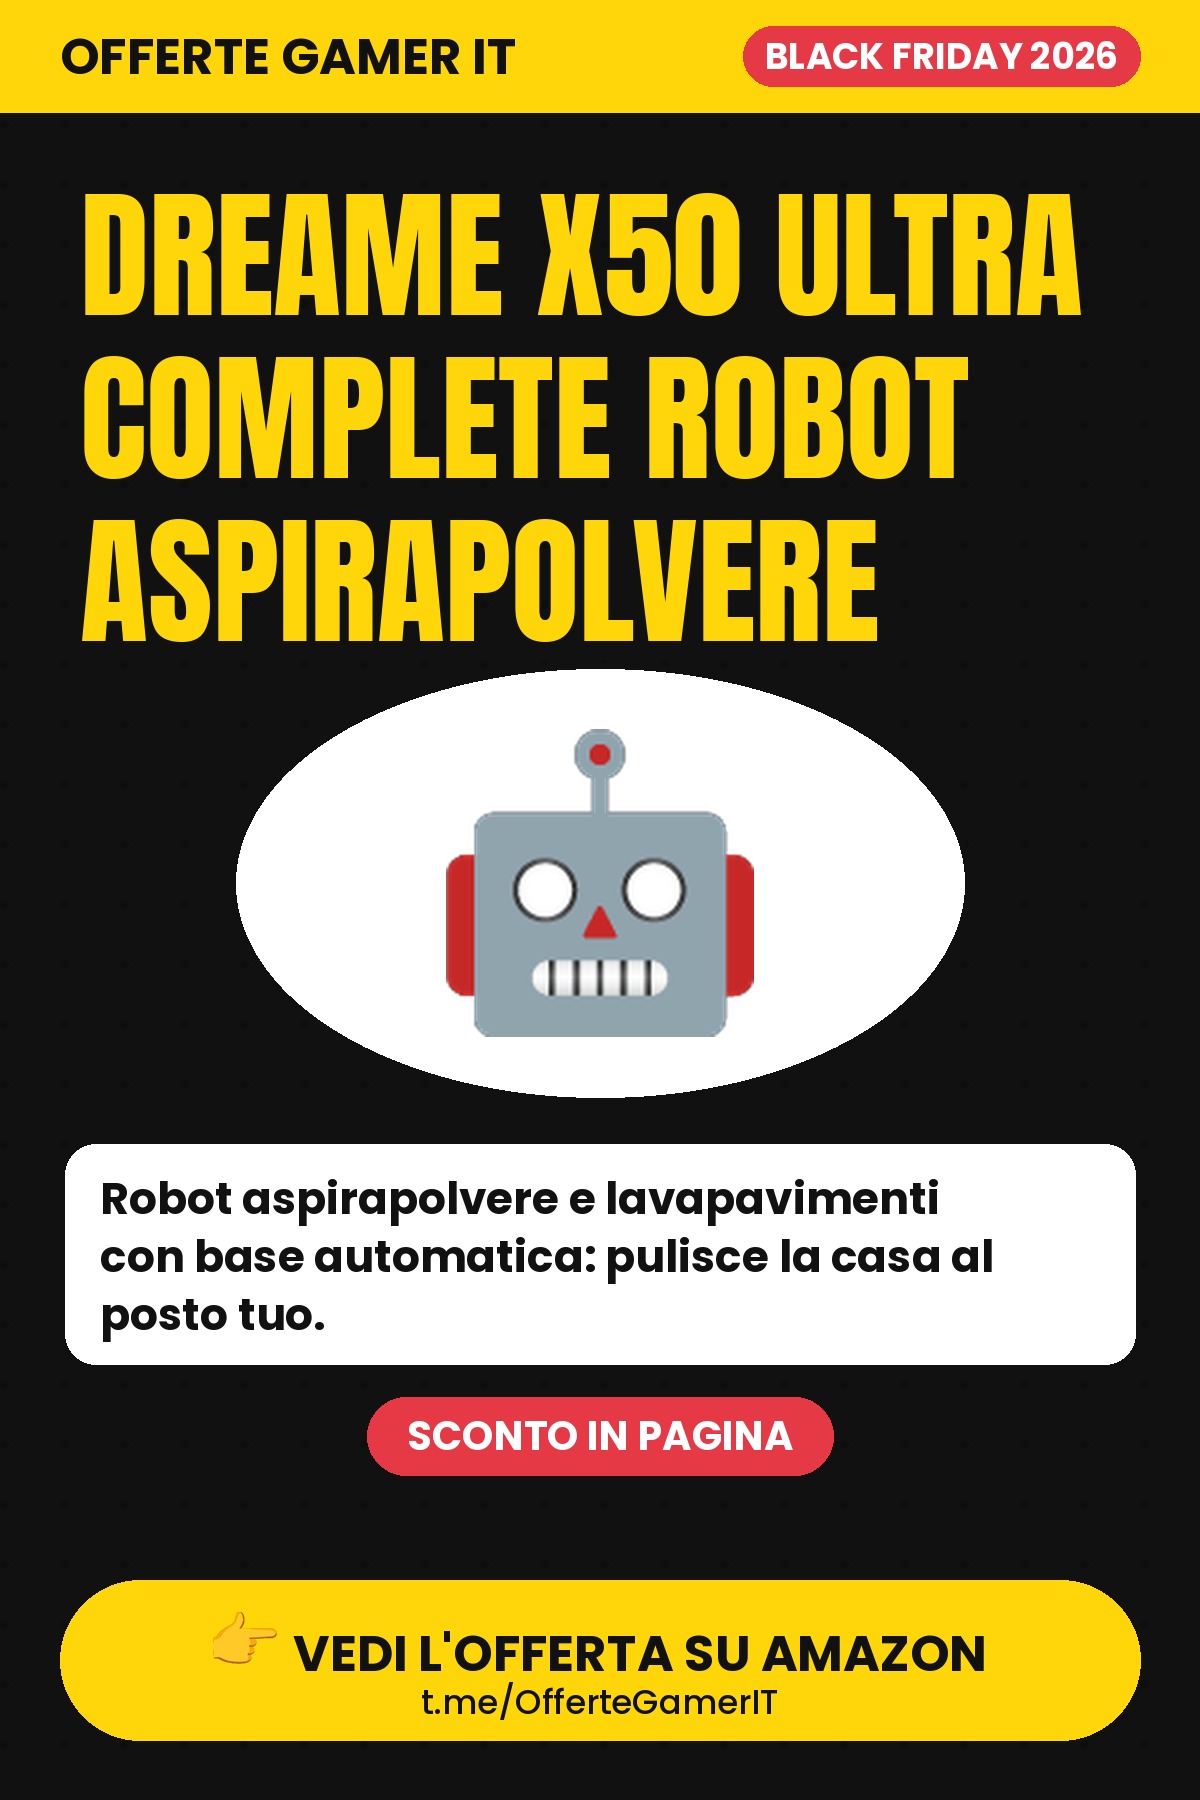 OFFERTE GAMER IT
BLACK FRIDAY 2026
DREAME X50 ULTRA
COMPLETE ROBOT
ASPIRAPOLVERE
Robot aspirapolvere e lavapavimenti
con base automatica: pulisce la casa al
posto tuo.
SCONTO IN PAGINA
👉 VEDI L'OFFERTA SU AMAZON
t.me/OfferteGamerIT